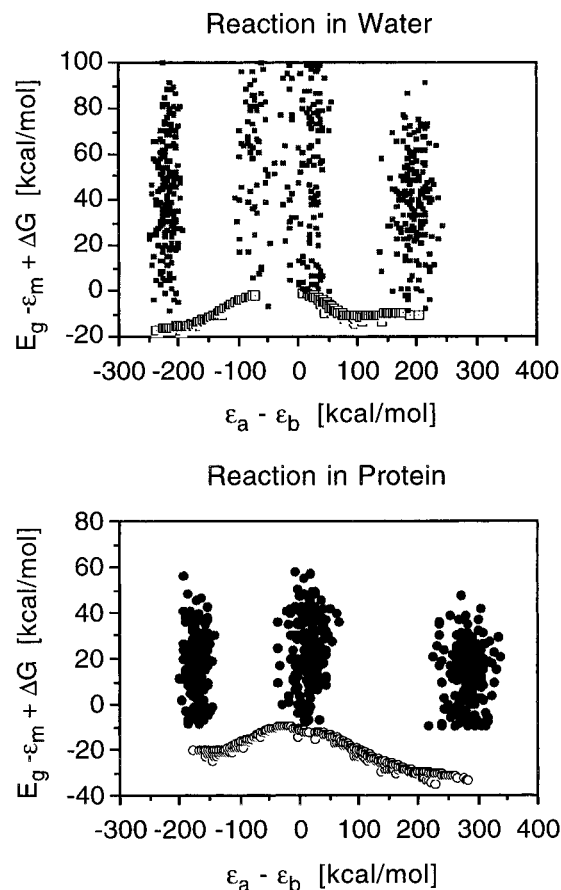 Reaction in Water
E_g -ε_m + ΔG [kcal/mol]
100
80
60
40
20
0
-20
-300 -200 -100 0 100 200 300 400
ε_a - ε_b [kcal/mol]
Reaction in Protein
E_g -ε_m + ΔG [kcal/mol]
80
60
40
20
0
-20
-40
-300 -200 -100 0 100 200 300 400
ε_a - ε_b [kcal/mol]